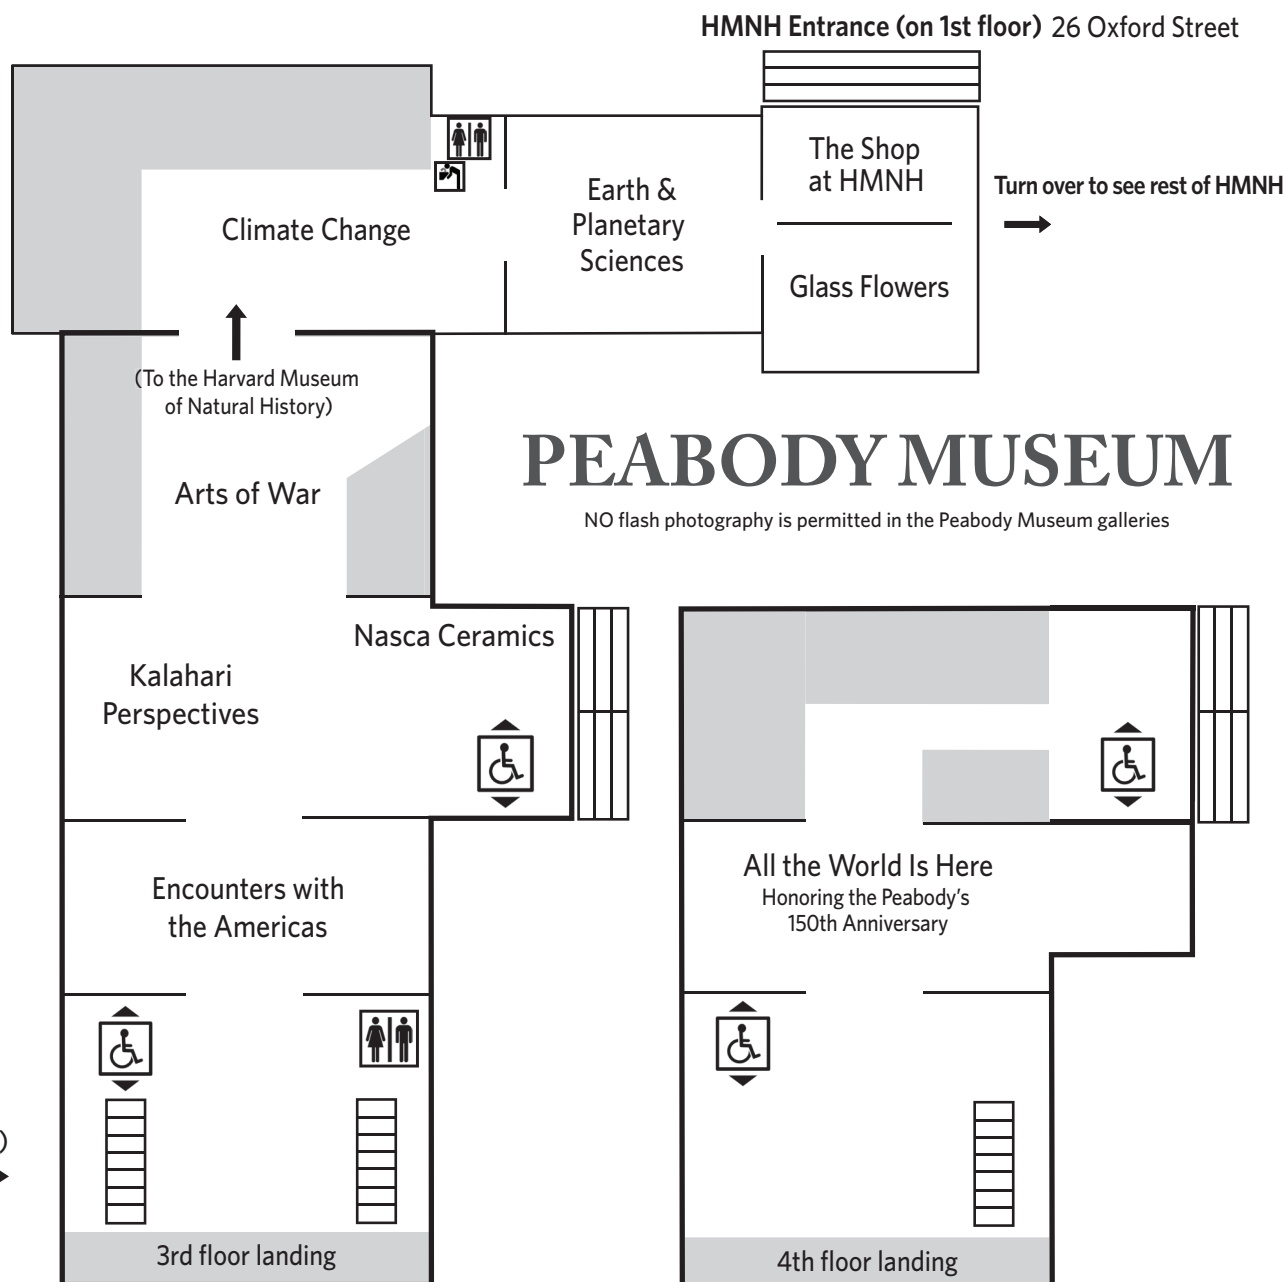 HMNH Entrance (on 1st floor) 26 Oxford Street
The Shop
at HMNH
Turn over to see rest of HMNH
Earth &
Planetary
Sciences
Climate Change
Glass Flowers
(To the Harvard Museum
of Natural History)
Arts of War
PEABODY MUSEUM
NO flash photography is permitted in the Peabody Museum galleries
Nasca Ceramics
Kalahari
Perspectives
Encounters with
the Americas
All the World Is Here
Honoring the Peabody's
150th Anniversary
)
3rd floor landing
4th floor landing